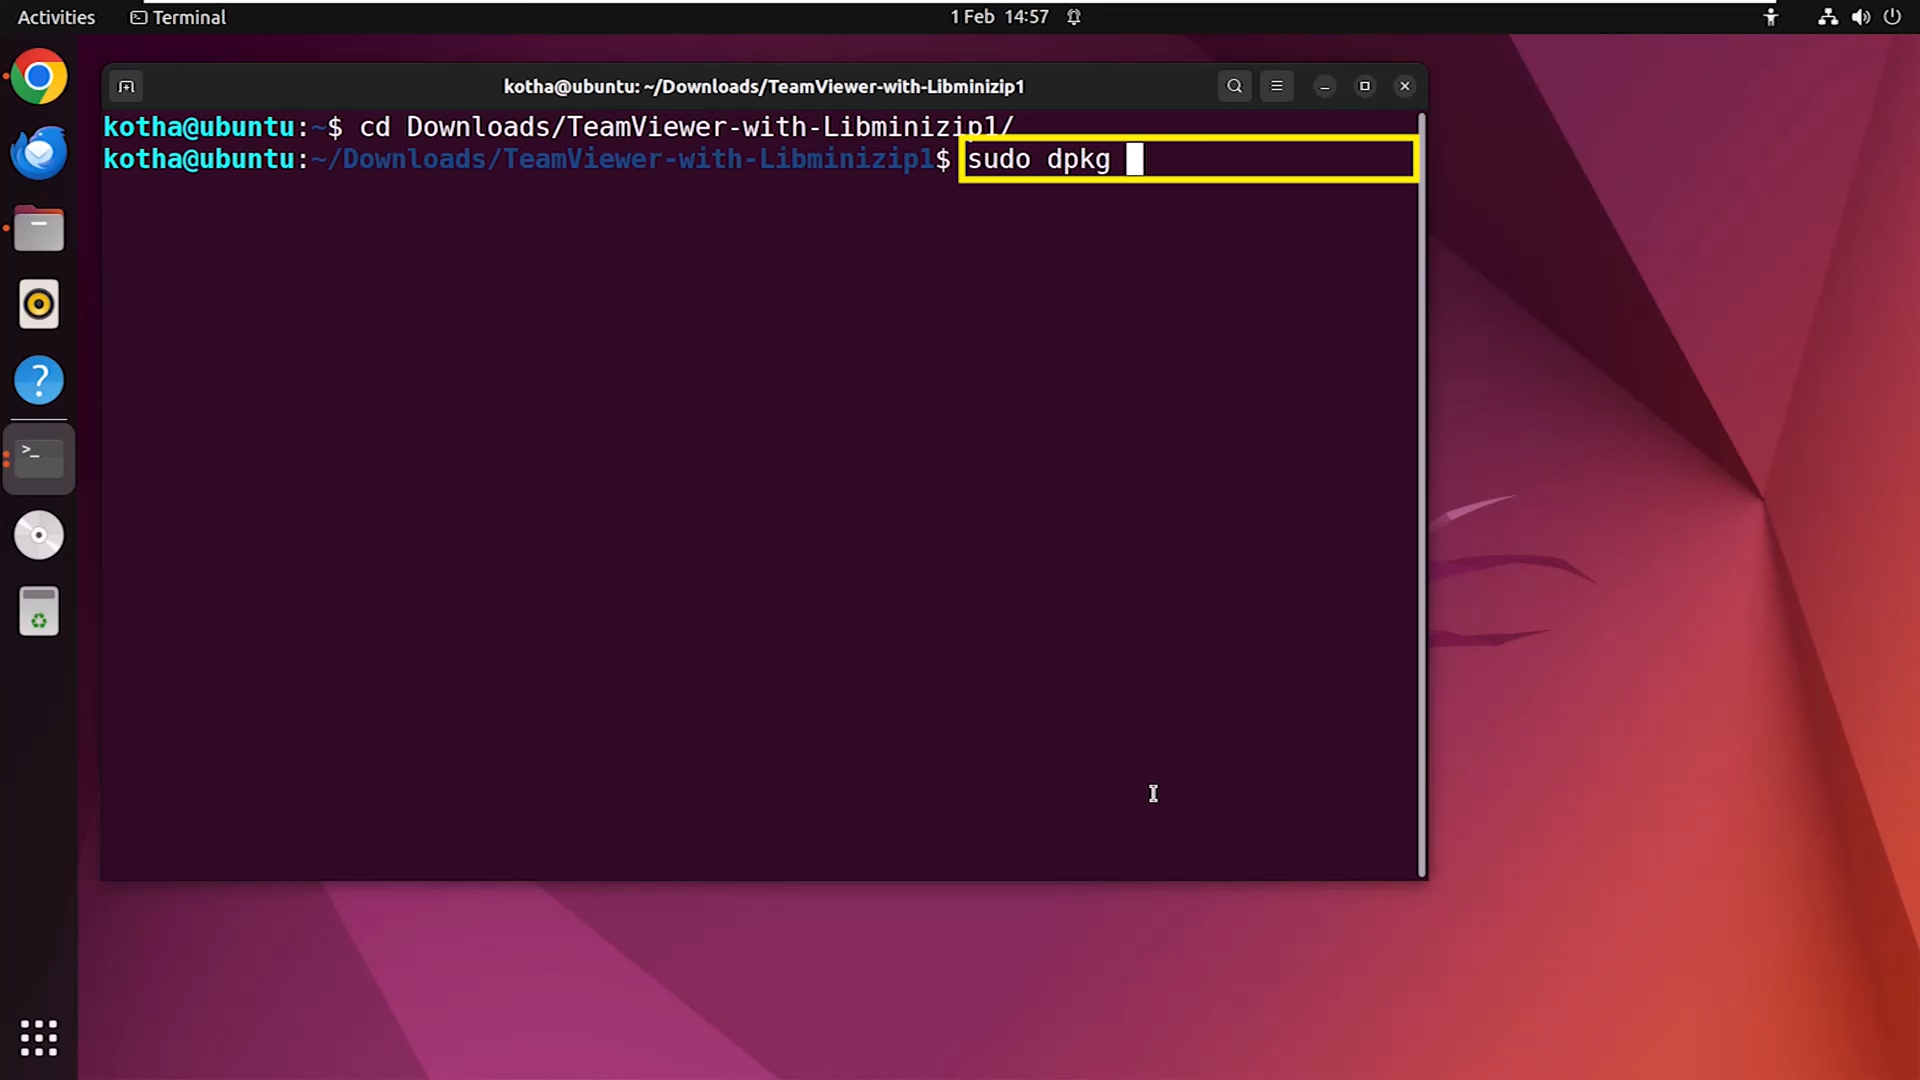 Activities Terminal 1 Feb 14:57
kotha@ubuntu: ~/Downloads/TeamViewer-with-Libminizip1
kotha@ubuntu:~$ cd Downloads/TeamViewer-with-Libminizip1/
kotha@ubuntu:~/Downloads/TeamViewer-with-Libminizip1$ sudo dpkg